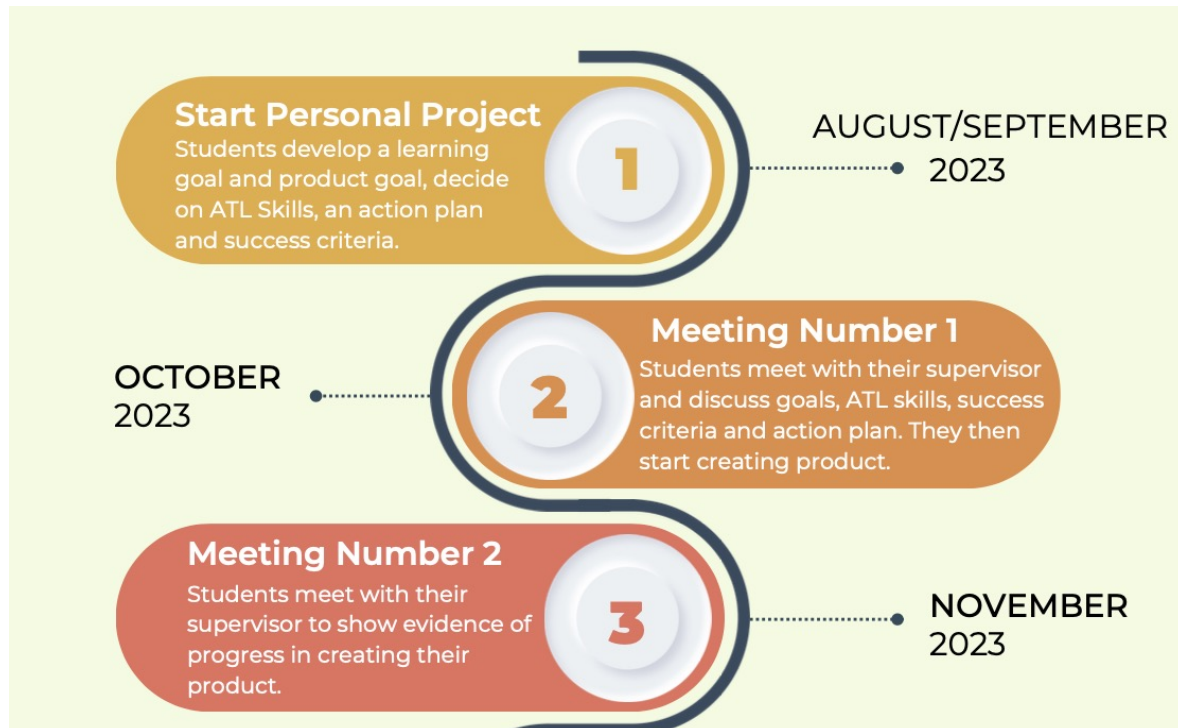 Start Personal Project
Students develop a learning
goal and product goal, decide
on ATL Skills, an action plan
and success criteria.
1
AUGUST/SEPTEMBER
2023
OCTOBER
2023
2
Meeting Number 1
Students meet with their supervisor
and discuss goals, ATL skills, success
criteria and action plan. They then
start creating product.
Meeting Number 2
Students meet with their
supervisor to show evidence of
progress in creating their
product.
3
NOVEMBER
2023